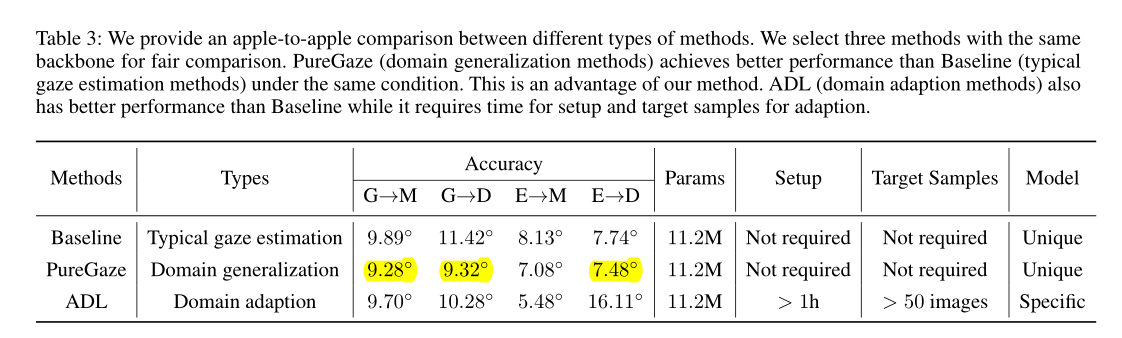 Table 3: We provide an apple-to-apple comparison between different types of methods. We select three methods with the same
backbone for fair comparison. PureGaze (domain generalization methods) achieves better performance than Baseline (typical
gaze estimation methods) under the same condition. This is an advantage of our method. ADL (domain adaption methods) also
has better performance than Baseline while it requires time for setup and target samples for adaption.
Methods Types Accuracy Params Setup Target Samples Model
G→M G→D E→M E→D
Baseline Typical gaze estimation 9.89° 11.42° 8.13° 7.74° 11.2M Not required Not required Unique
PureGaze Domain generalization 9.28° 9.32° 7.08° 7.48° 11.2M Not required Not required Unique
ADL Domain adaption 9.70° 10.28° 5.48° 16.11° 11.2M > 1h > 50 images Specific